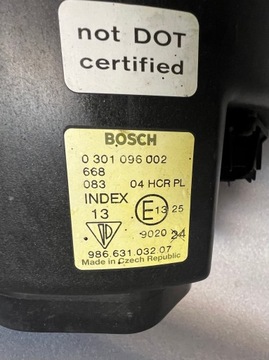 not DOT
certified
BOSCH
0 301 096 002
668
083 04 HCR PL
INDEX
13 E 13 25
9020 24
986.631.032.07
Made in Czech Republic